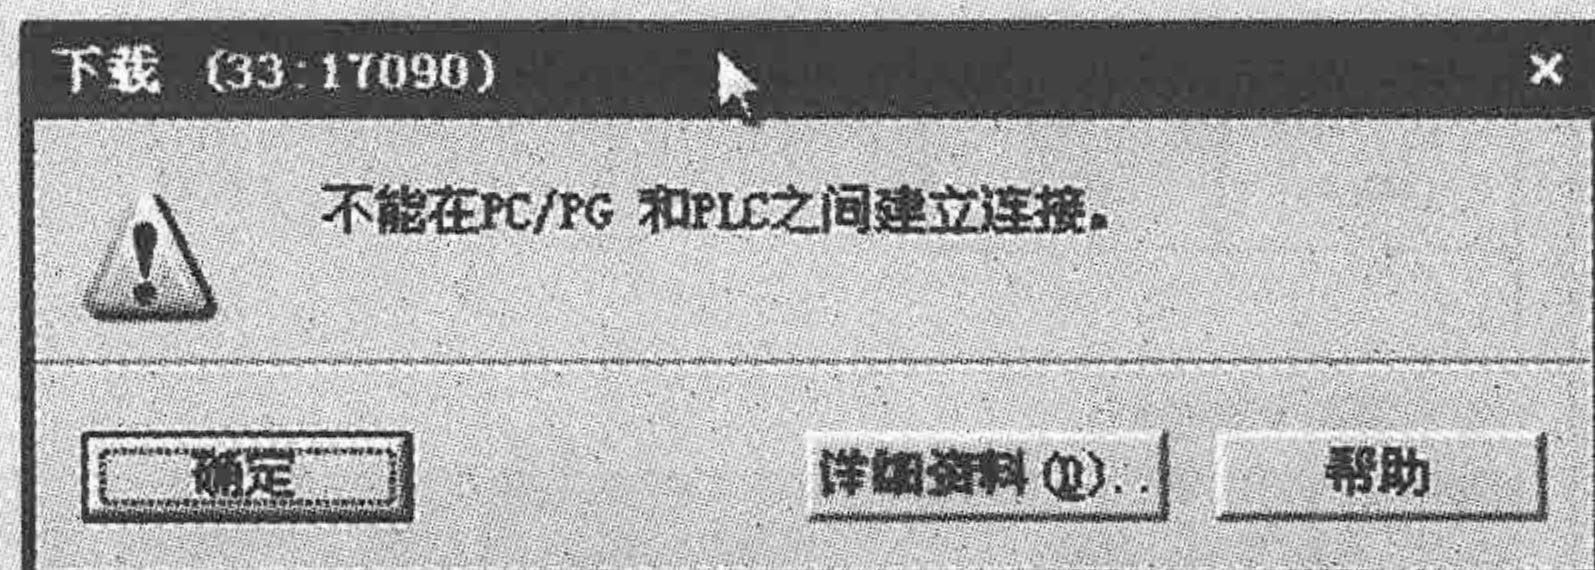 下载 (33:17090)
不能在PC/PG 和PLC之间建立连接。
确定
详细资料(D)..
帮助